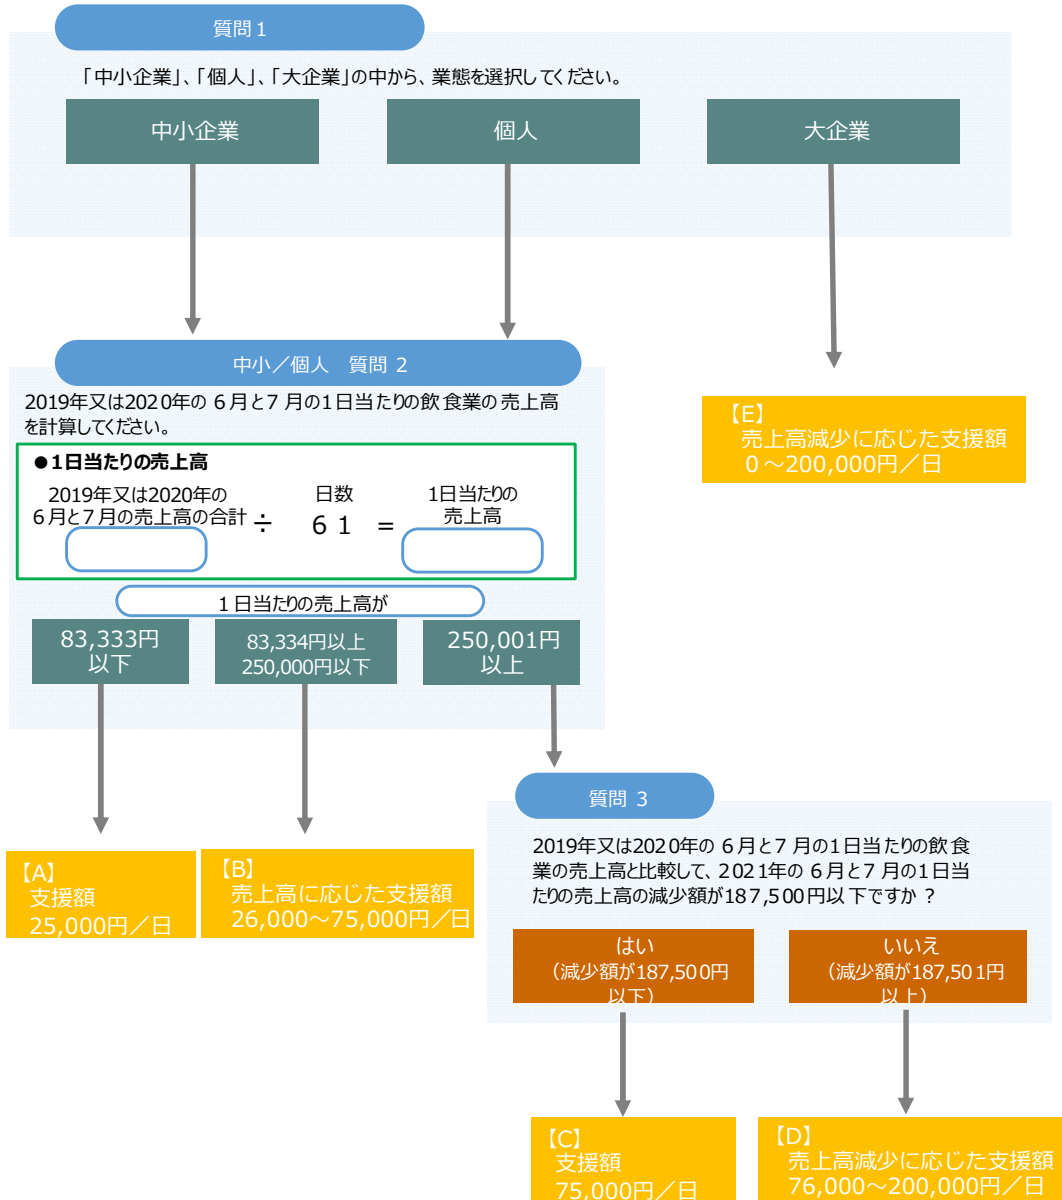 質問1
「中小企業」、「個人」、「大企業」の中から、業態を選択してください。
中小企業
個人
大企業
中小／個人　質問 2
2019年又は2020年の 6月と7 月の1日当たりの飲食業の売上高
を計算してください。
●1日当たりの売上高
2019年又は2020年の
6月と7月の売上高の合計
÷
日数
61
=
1日当たりの
売上高
1日当たりの売上高が
83,333円
以下
83,334円以上
250,000円以下
250,001円
以上
【E】
売上高減少に応じた支援額
0～200,000円／日
質問 3
2019年又は2020年の 6月と7 月の1日当たりの飲食
業の売上高と比較して、2021年の 6月と7 月の1日当
たりの売上高の減少額が187,500円以下ですか？
【A】
支援額
25,000円／日
【B】
売上高に応じた支援額
26,000～75,000円／日
はい
（減少額が187,500円
以下）
いいえ
（減少額が187,501円
以上）
【C】
支援額
75,000円／日
【D】
売上高減少に応じた支援額
76,000～200,000円／日